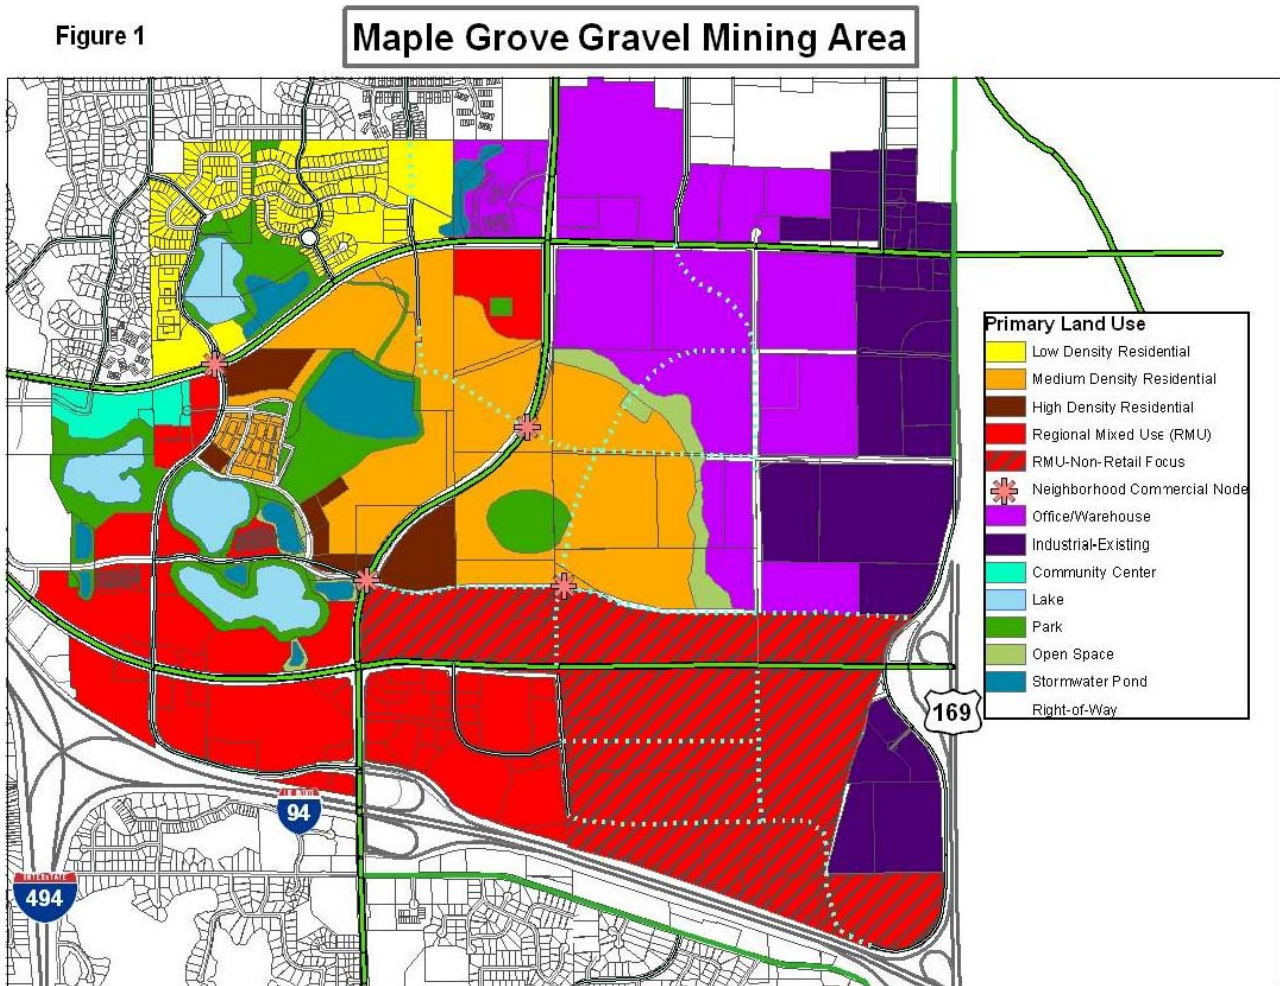 Figure 1
Maple Grove Gravel Mining Area
Primary Land Use
Low Density Residential
Medium Density Residential
High Density Residential
Regional Mixed Use (RMU)
RMU-Non-Retail Focus
Neighborhood Commercial Node
Office/Warehouse
Industrial-Existing
Community Center
Lake
Park
Open Space
Stormwater Pond
Right-of-Way
169
94
INTERSTATE
494